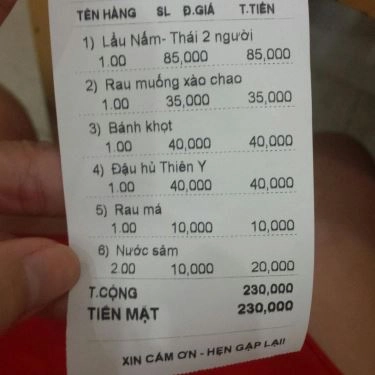 TÊN HÀNG SL Đ.GIÁ T.TIỀN
1) Lẩu Nấm- Thái 2 người
1.00 85,000 85,000
2) Rau muống xào chao
1.00 35,000 35,000
3) Bánh khọt
1.00 40,000 40,000
4) Đậu hủ Thiên Y
1.00 40,000 40,000
5) Rau má
1.00 10,000 10,000
6) Nước sâm
2.00 10,000 20,000
T.CỘNG 230,000
TIỀN MẶT 230,000
XIN CÁM ƠN - HẸN GẶP LẠI!